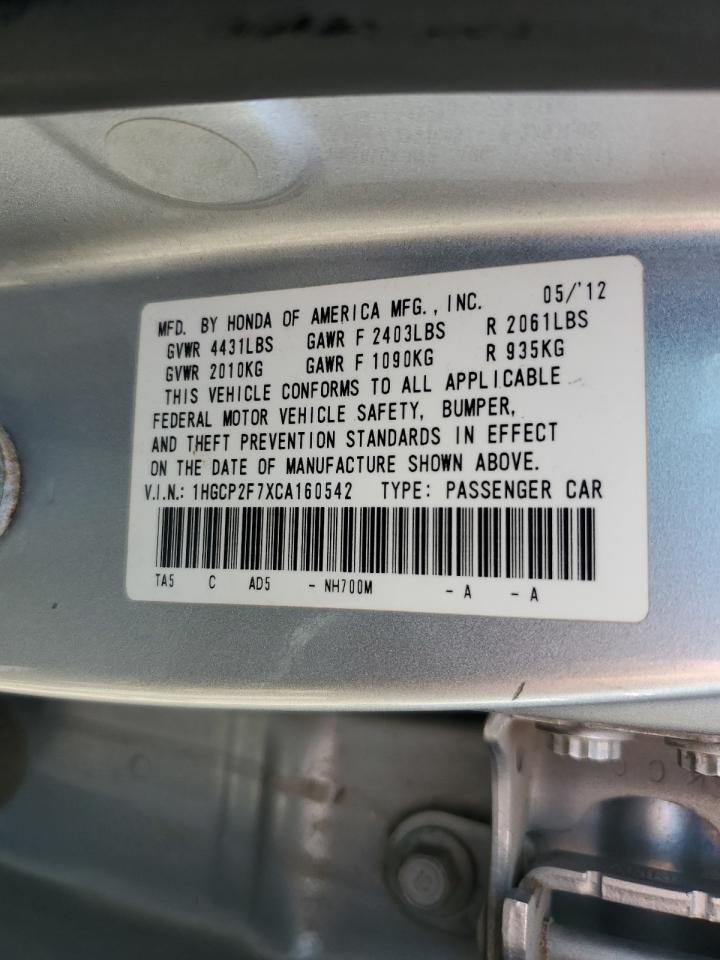 MFD. BY HONDA OF AMERICA MFG., INC. 05/'12
GVWR 4431LBS GAWR F 2403LBS R 2061LBS
GVWR 2010KG GAWR F 1090KG R 935KG
THIS VEHICLE CONFORMS TO ALL APPLICABLE
FEDERAL MOTOR VEHICLE SAFETY, BUMPER,
AND THEFT PREVENTION STANDARDS IN EFFECT
ON THE DATE OF MANUFACTURE SHOWN ABOVE.
V.I.N.: 1HGCP2F7XCA160542 TYPE: PASSENGER CAR
TA5 C AD5 - NH700M - A - A